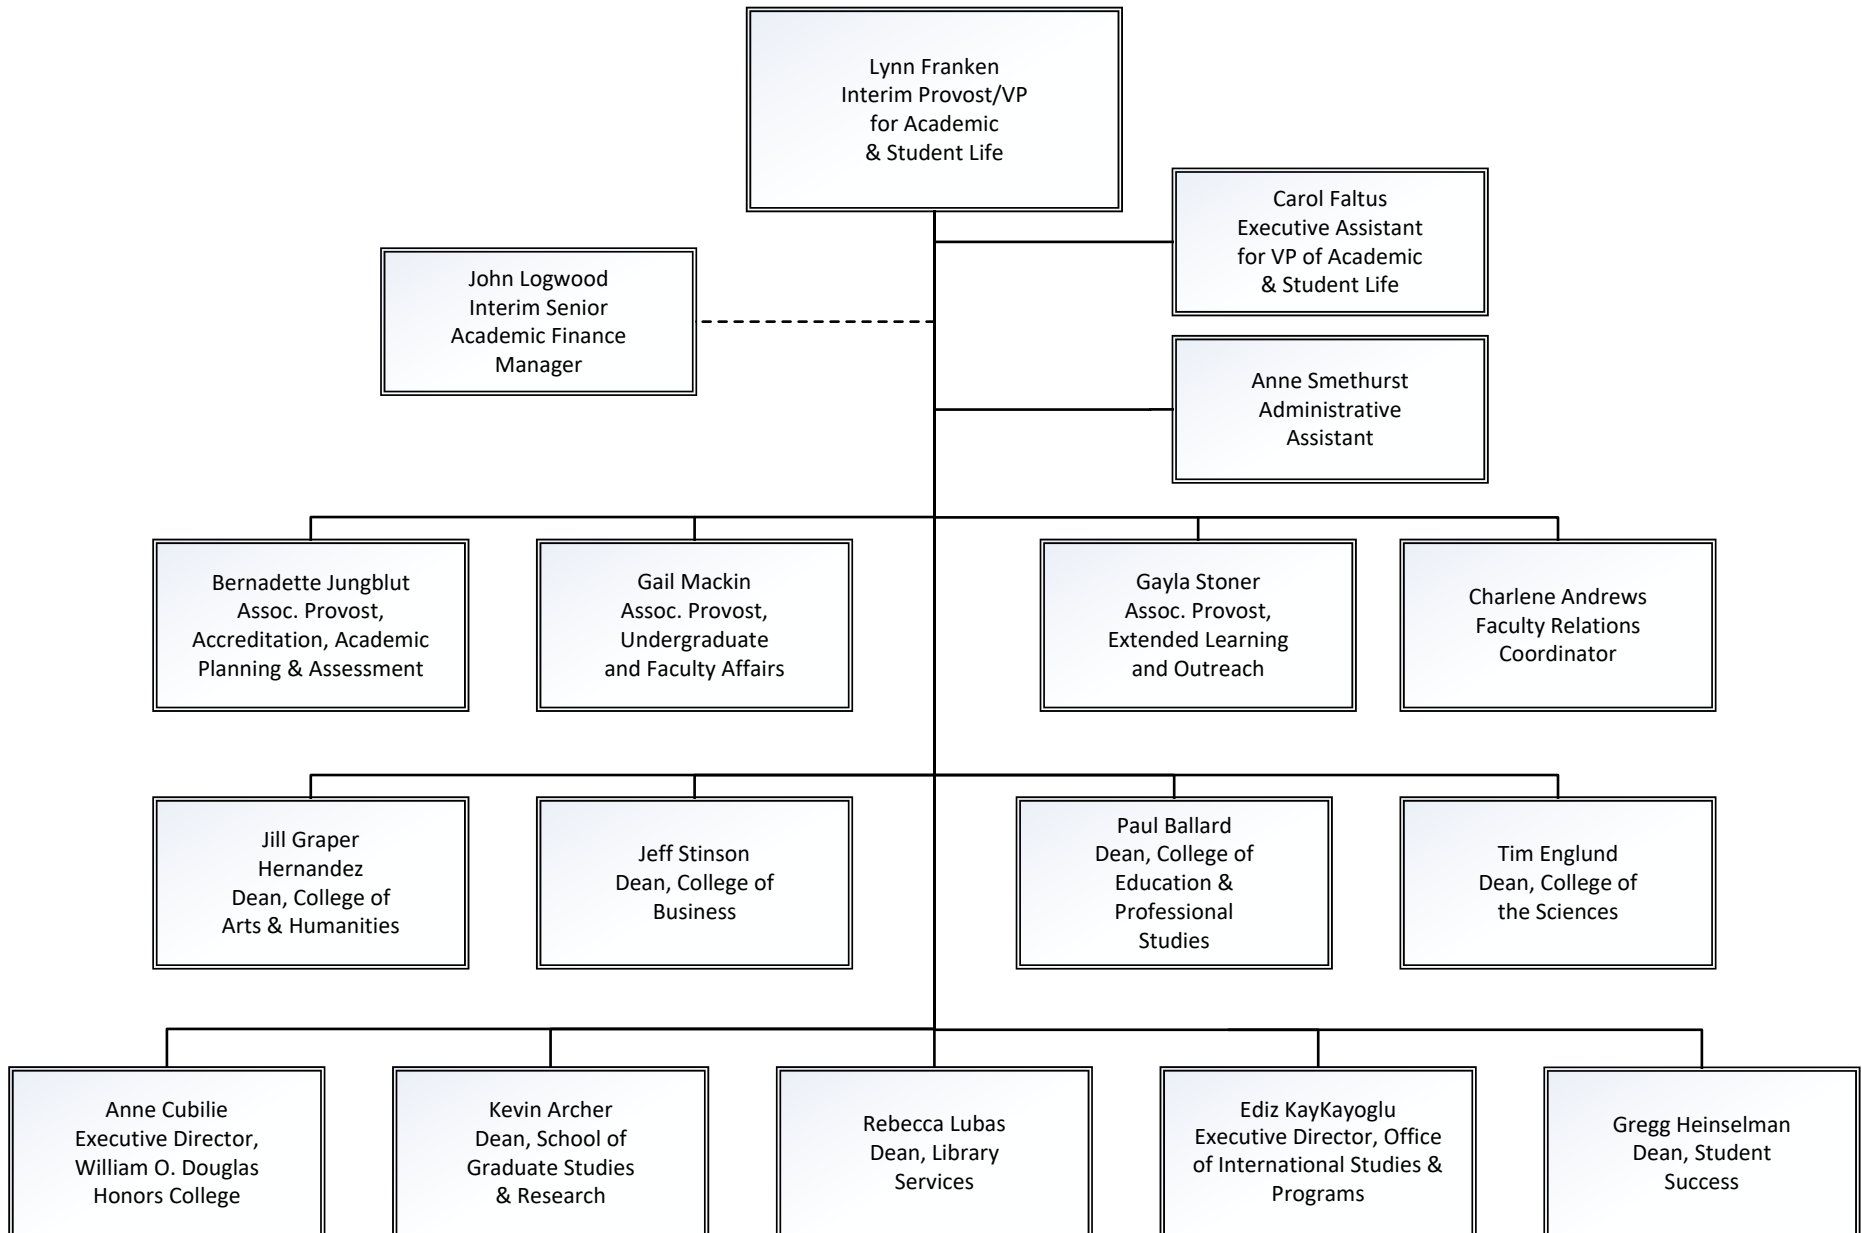 Lynn Franken
Interim Provost/VP
for Academic
& Student Life
Carol Faltus
Executive Assistant
for VP of Academic
& Student Life
John Logwood
Interim Senior
Academic Finance
Manager
Anne Smethurst
Administrative
Assistant
Bernadette Jungblut
Assoc. Provost,
Accreditation, Academic
Planning & Assessment
Gail Mackin
Assoc. Provost,
Undergraduate
and Faculty Affairs
Gayla Stoner
Assoc. Provost,
Extended Learning
and Outreach
Charlene Andrews
Faculty Relations
Coordinator
Jill Graper
Hernandez
Dean, College of
Arts & Humanities
Jeff Stinson
Dean, College of
Business
Paul Ballard
Dean, College of
Education &
Professional
Studies
Tim Englund
Dean, College of
the Sciences
Anne Cubilie
Executive Director,
William O. Douglas
Honors College
Kevin Archer
Dean, School of
Graduate Studies
& Research
Rebecca Lubas
Dean, Library
Services
Ediz KayKayoglu
Executive Director, Office
of International Studies &
Programs
Gregg Heinselman
Dean, Student
Success